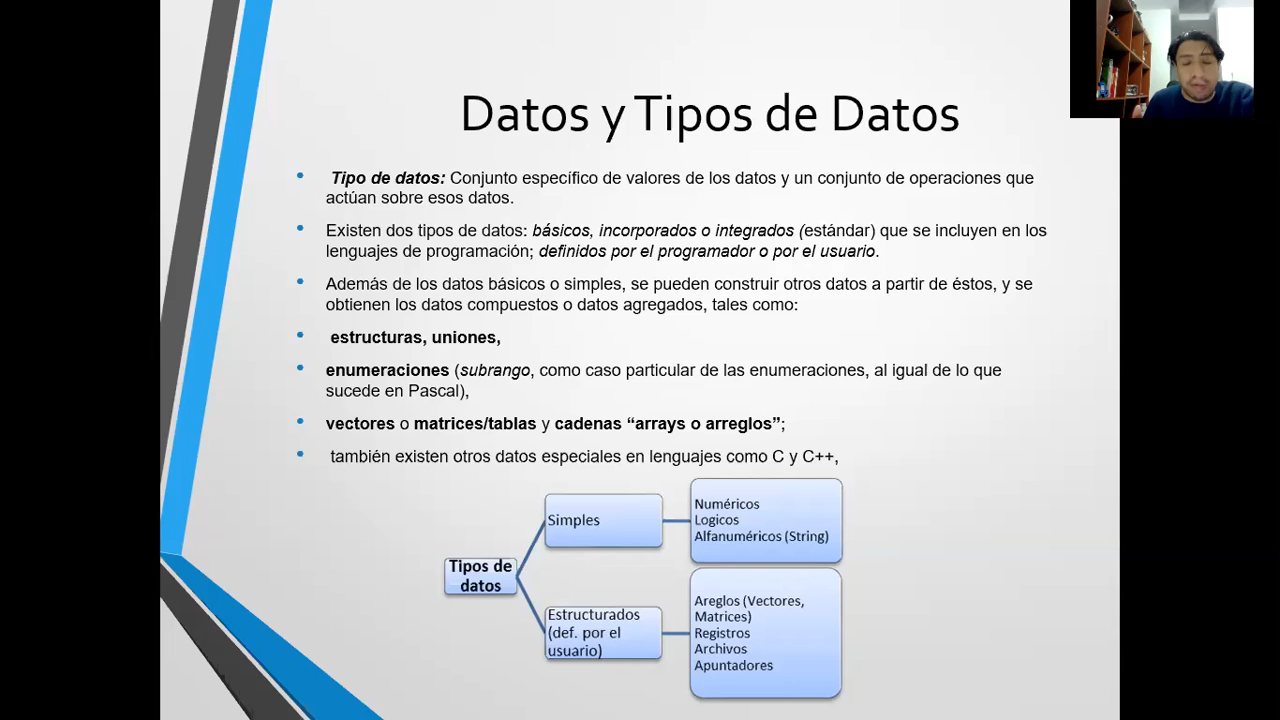 Datos y Tipos de Datos
• Tipo de datos: Conjunto específico de valores de los datos y un conjunto de operaciones que
actúan sobre esos datos.
• Existen dos tipos de datos: básicos, incorporados o integrados (estándar) que se incluyen en los
lenguajes de programación; definidos por el programador o por el usuario.
• Además de los datos básicos o simples, se pueden construir otros datos a partir de éstos, y se
obtienen los datos compuestos o datos agregados, tales como:
• estructuras, uniones,
• enumeraciones (subrango, como caso particular de las enumeraciones, al igual de lo que
sucede en Pascal),
• vectores o matrices/tablas y cadenas “arrays o arreglos”;
• también existen otros datos especiales en lenguajes como C y C++,
Tipos de
datos
Simples
Numéricos
Logicos
Alfanuméricos (String)
Estructurados
(def. por el
usuario)
Areglos (Vectores,
Matrices)
Registros
Archivos
Apuntadores